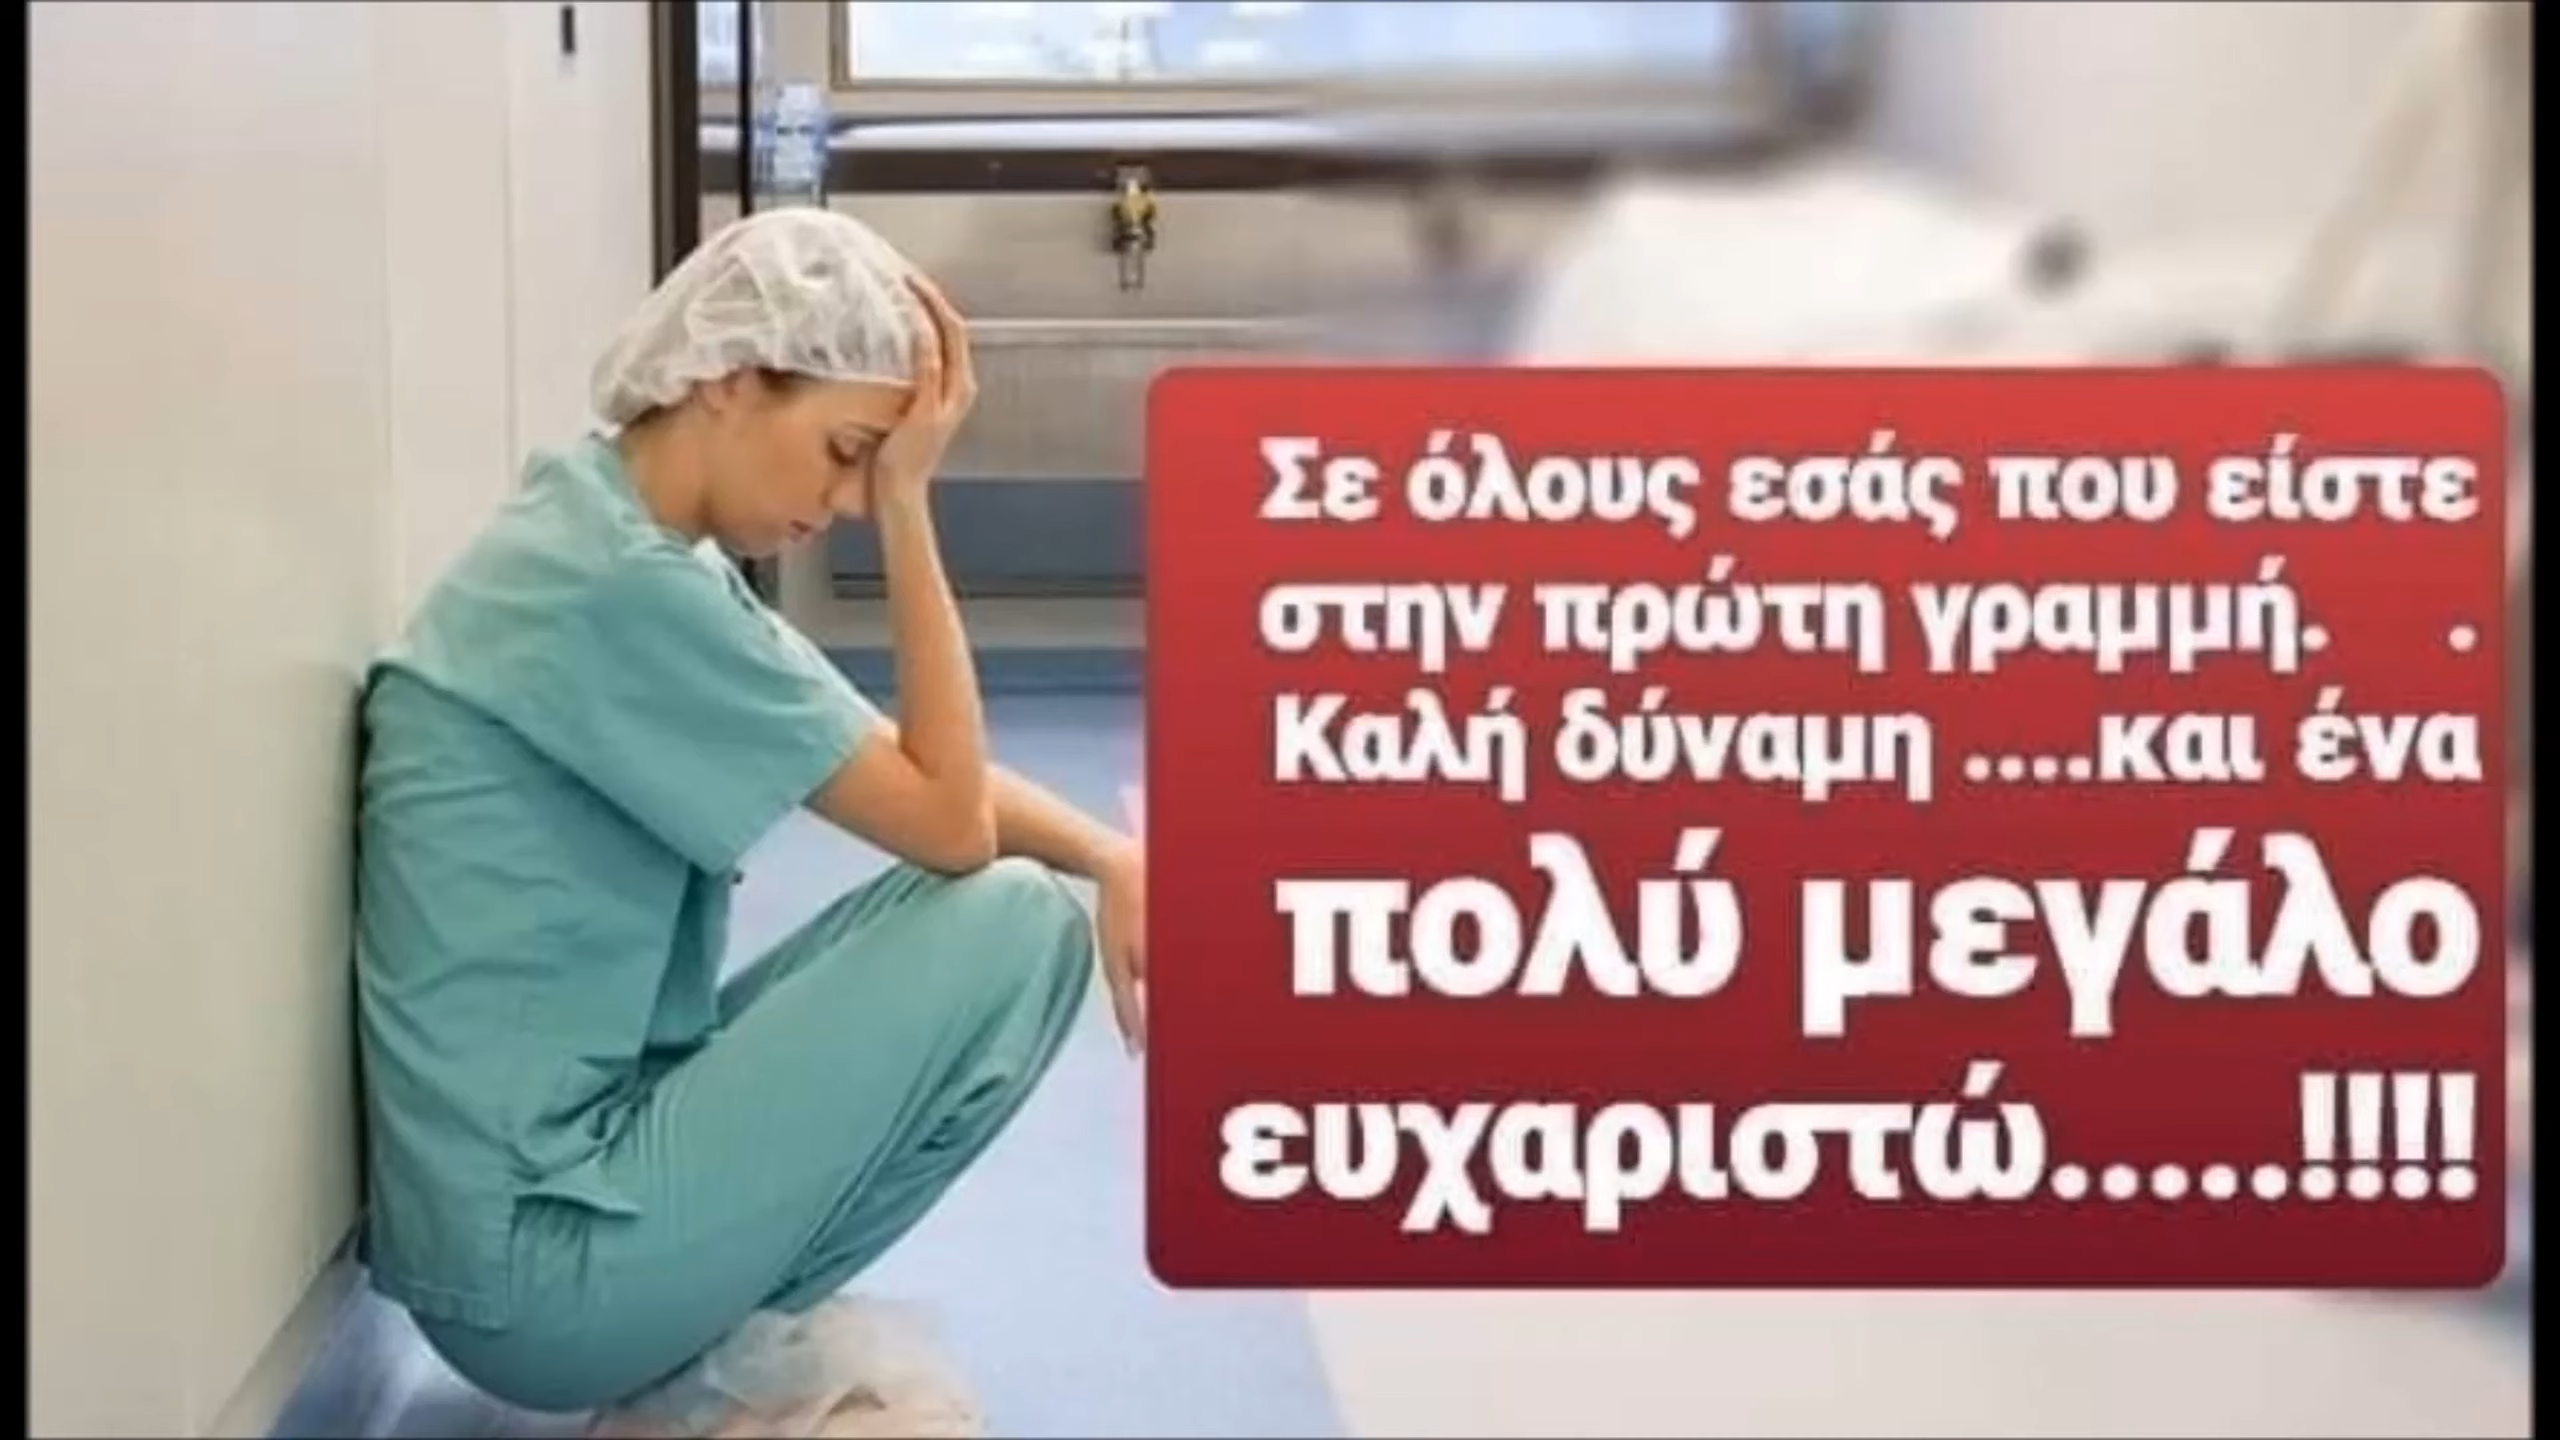 Σε όλους εσάς που είστε
στην πρώτη γραμμή. .
Καλή δύναμη ....και ένα
πολύ μεγάλο
ευχαριστώ.....!!!!